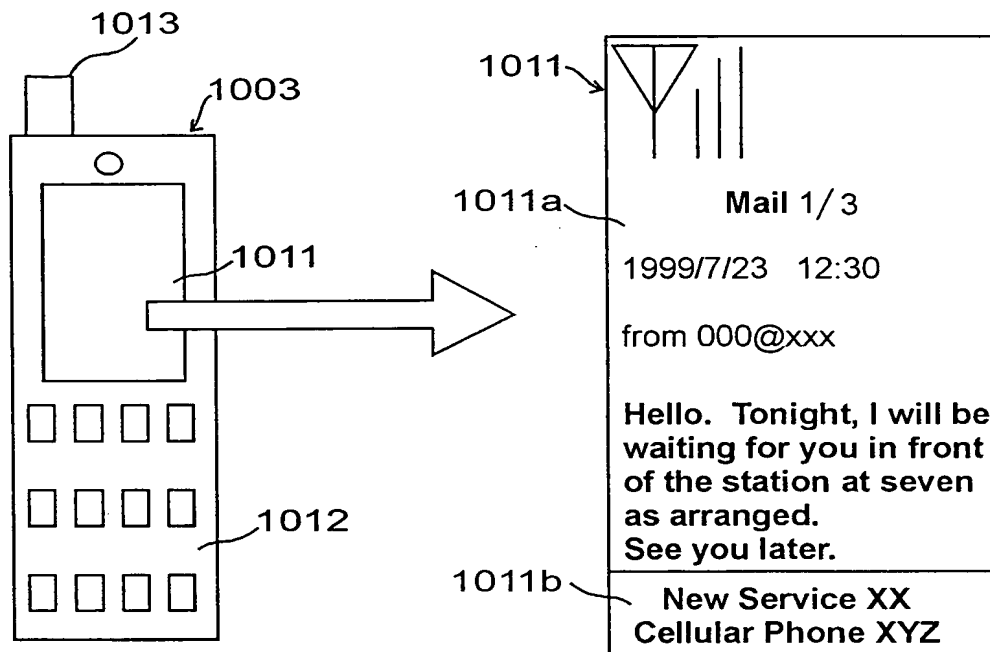 1013
1003
1011
1012
1011
1011a
Mail 1/3
1999/7/23 12:30
from 000@xxx
Hello. Tonight, I will be
waiting for you in front
of the station at seven
as arranged.
See you later.
1011b
New Service XX
Cellular Phone XYZ